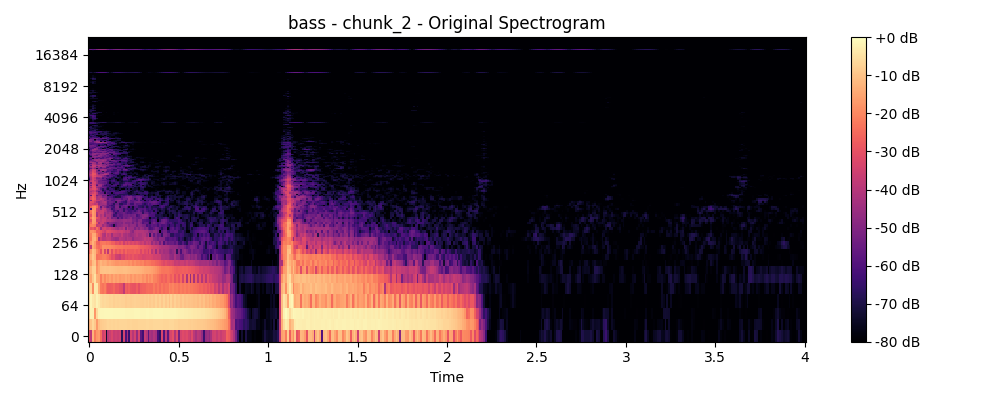 bass - chunk_2 - Original Spectrogram
Hz
16384
8192
4096
2048
1024
512
256
128
64
0
0
0.5
1
1.5
2
2.5
3
3.5
4
Time
+0 dB
-10 dB
-20 dB
-30 dB
-40 dB
-50 dB
-60 dB
-70 dB
-80 dB